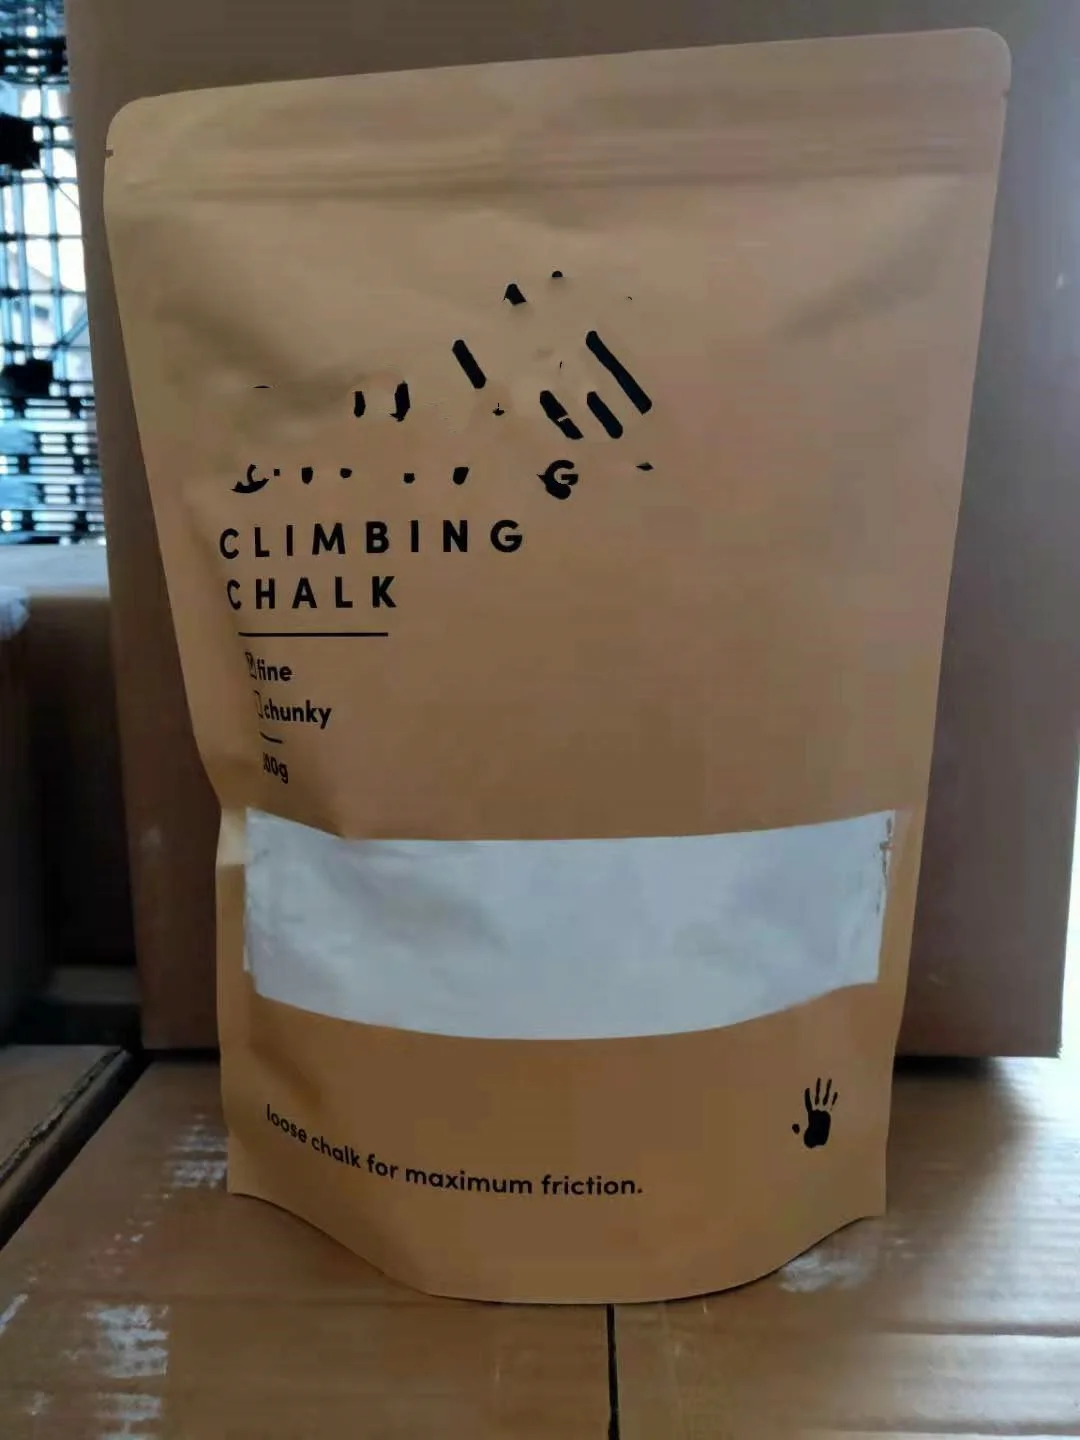 CLIMBING
CHALK
fine
chunky
loose chalk for maximum friction.